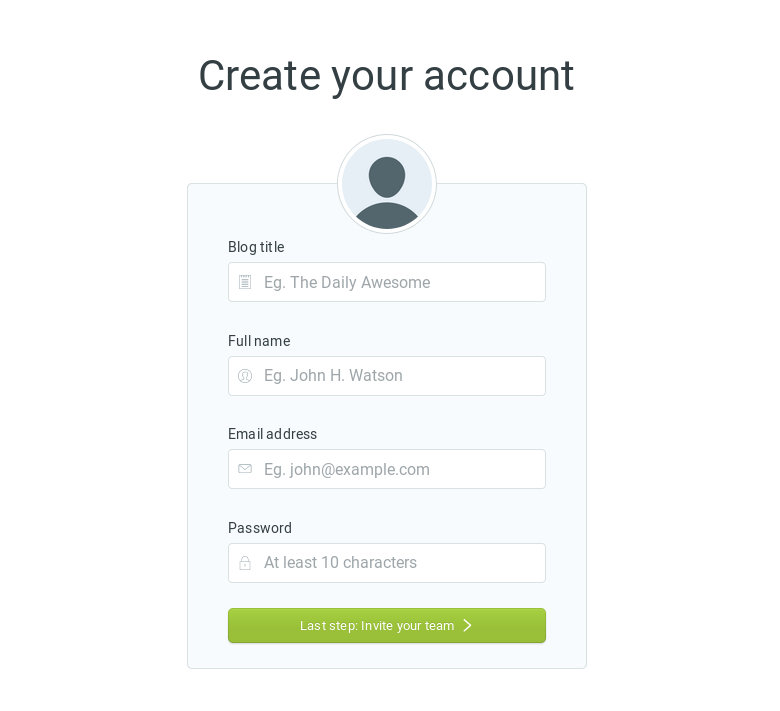 Create your account
Blog title
Eg. The Daily Awesome
Full name
Eg. John H. Watson
Email address
Eg. john@example.com
Password
At least 10 characters
Last step: Invite your team